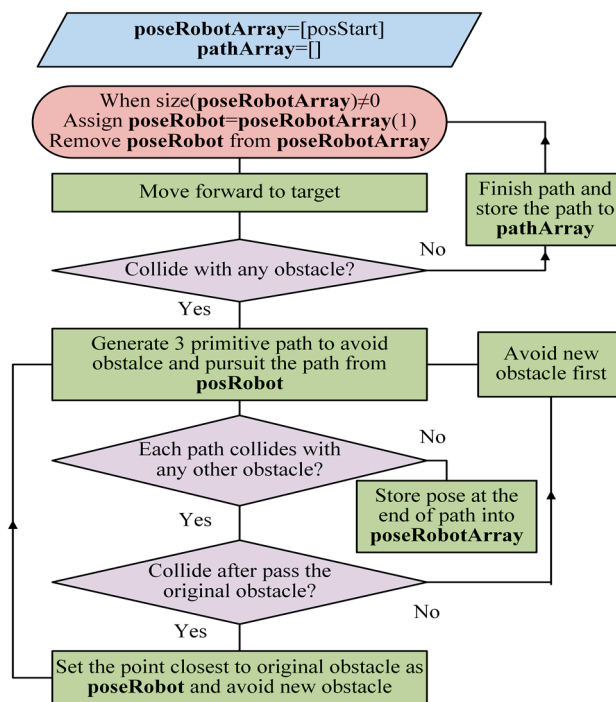 poseRobotArray=[posStart]
pathArray=[]
When size(poseRobotArray)≠0
Assign poseRobot=poseRobotArray(1)
Remove poseRobot from poseRobotArray
Move forward to target
Finish path and
store the path to
pathArray
No
Collide with any obstacle?
Yes
Generate 3 primitive path to avoid
obstalce and pursuit the path from
posRobot
Avoid new
obstacle first
No
Each path collides with
any other obstacle?
Store pose at the
end of path into
poseRobotArray
Yes
Collide after pass the
original obstacle?
No
Yes
Set the point closest to original obstacle as
poseRobot and avoid new obstacle